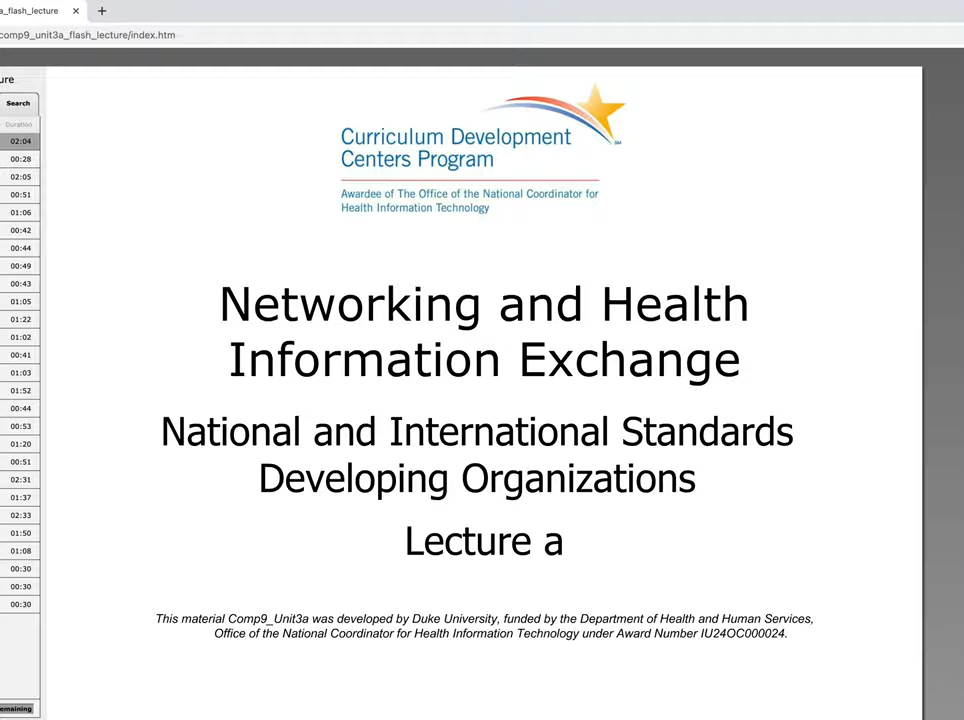 a_flash_lecture
comp9_unit3a_flash_lecture/index.htm
ure
Search
Duration
02:04
00:28
02:05
00:51
01:06
00:42
00:44
00:49
00:43
01:05
01:22
01:02
00:41
01:03
01:52
00:44
00:53
01:20
00:51
02:31
01:37
02:33
01:50
01:08
00:30
00:30
00:30
emaining
Curriculum Development
Centers Program
SM
Awardee of The Office of the National Coordinator for
Health Information Technology
Networking and Health
Information Exchange
National and International Standards
Developing Organizations
Lecture a
This material Comp9_Unit3a was developed by Duke University, funded by the Department of Health and Human Services,
Office of the National Coordinator for Health Information Technology under Award Number IU24OC000024.